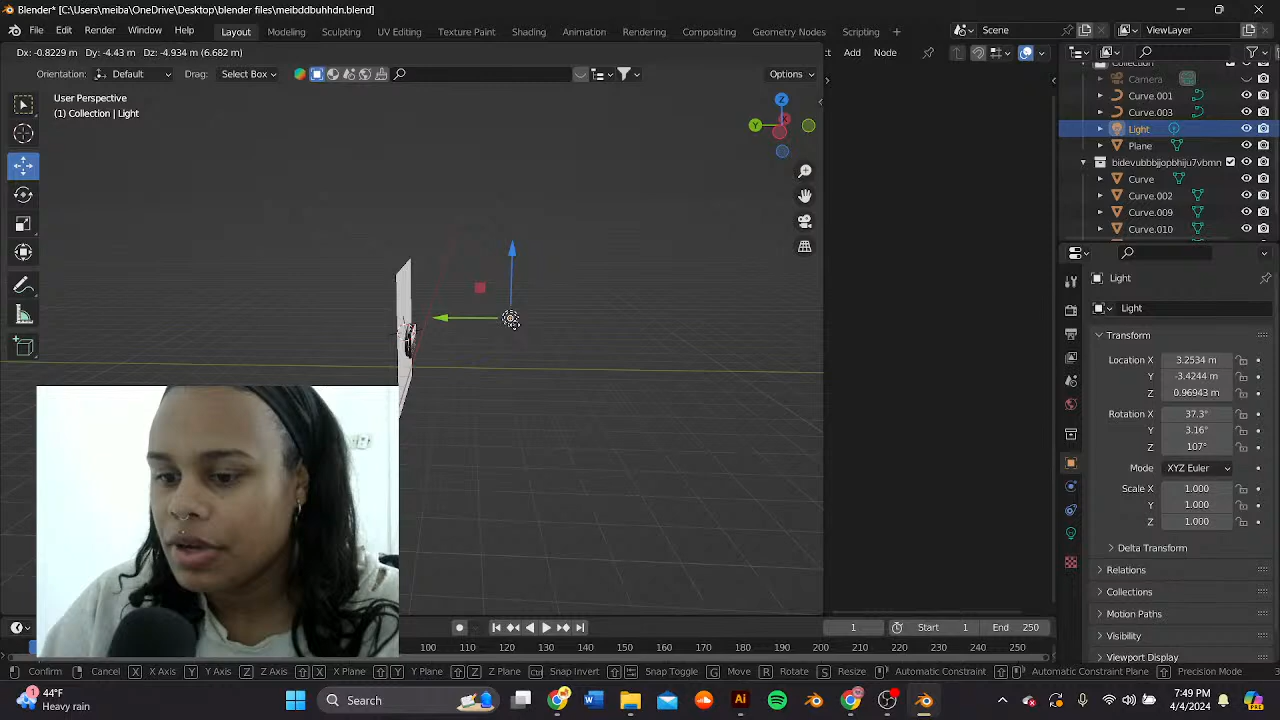 Blender* [C:\Users\meiba\OneDrive\Desktop\blender files\meibddbuhhdn.blend]
File Edit Render Window Help Layout Modeling Sculpting UV Editing Texture Paint Shading Animation Rendering Compositing Geometry Nodes Scripting + Scene ViewLayer
Dx: -0.8229 m Dy: -4.43 m Dz: -4.934 m (6.682 m) Add Node
Orientation: Default Drag: Select Box Options
User Perspective
(1) Collection | Light
Z
X
Y
Collection
Camera
Curve.001
Curve.003
Light
Plane
bidevubbbjjopbhiju7vbmn
Curve
Curve.002
Curve.009
Curve.010
Light
Light
Transform
Location X 3.2534 m
Y -3.4244 m
Z 0.96943 m
Rotation X 37.3°
Y 3.16°
Z 107°
Mode XYZ Euler
Scale X 1.000
Y 1.000
Z 1.000
Delta Transform
Relations
Collections
Motion Paths
Visibility
Viewport Display
1 Start 1 End 250
100 120 140 160 180 200 220 240 250
Confirm Cancel X X Axis Y Y Axis Z Z Axis X X Plane Y Y Plane Z Z Plane Snap Invert Snap Toggle G Move R Rotate S Resize Automatic Constraint Automatic Constraint Plane Precision Mode
1 44°F
Heavy rain
Search
W
Ai
7:49 PM
4/4/2024